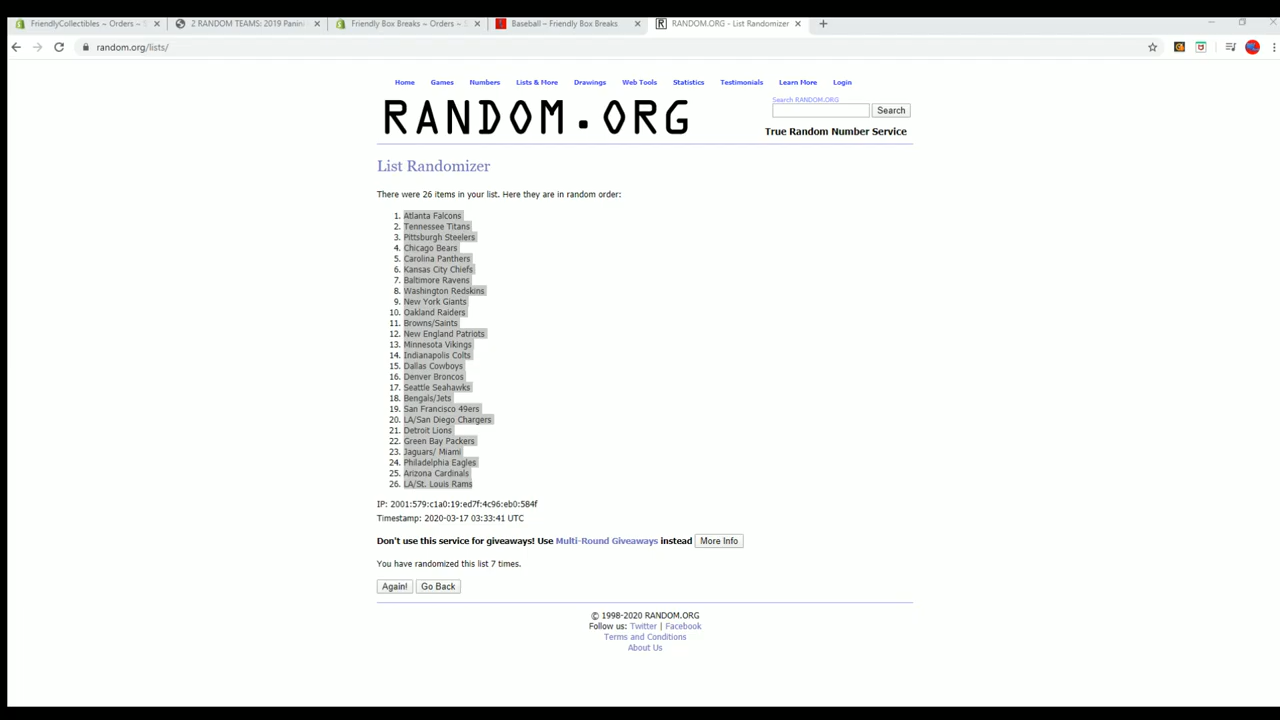 FriendlyCollectibles ~ Orders ~ S
2 RANDOM TEAMS: 2019 Panini
Friendly Box Breaks ~ Orders ~ S
Baseball – Friendly Box Breaks
RANDOM.ORG - List Randomizer
random.org/lists/
Home Games Numbers Lists & More Drawings Web Tools Statistics Testimonials Learn More Login
RANDOM.ORG
Search RANDOM.ORG
Search
True Random Number Service
List Randomizer
There were 26 items in your list. Here they are in random order:
1. Atlanta Falcons
2. Tennessee Titans
3. Pittsburgh Steelers
4. Chicago Bears
5. Carolina Panthers
6. Kansas City Chiefs
7. Baltimore Ravens
8. Washington Redskins
9. New York Giants
10. Oakland Raiders
11. Browns/Saints
12. New England Patriots
13. Minnesota Vikings
14. Indianapolis Colts
15. Dallas Cowboys
16. Denver Broncos
17. Seattle Seahawks
18. Bengals/Jets
19. San Francisco 49ers
20. LA/San Diego Chargers
21. Detroit Lions
22. Green Bay Packers
23. Jaguars/ Miami
24. Philadelphia Eagles
25. Arizona Cardinals
26. LA/St. Louis Rams
IP: 2001:579:c1a0:19:ed7f:4c96:eb0:584f
Timestamp: 2020-03-17 03:33:41 UTC
Don't use this service for giveaways! Use Multi-Round Giveaways instead More Info
You have randomized this list 7 times.
Again! Go Back
© 1998-2020 RANDOM.ORG
Follow us: Twitter | Facebook
Terms and Conditions
About Us